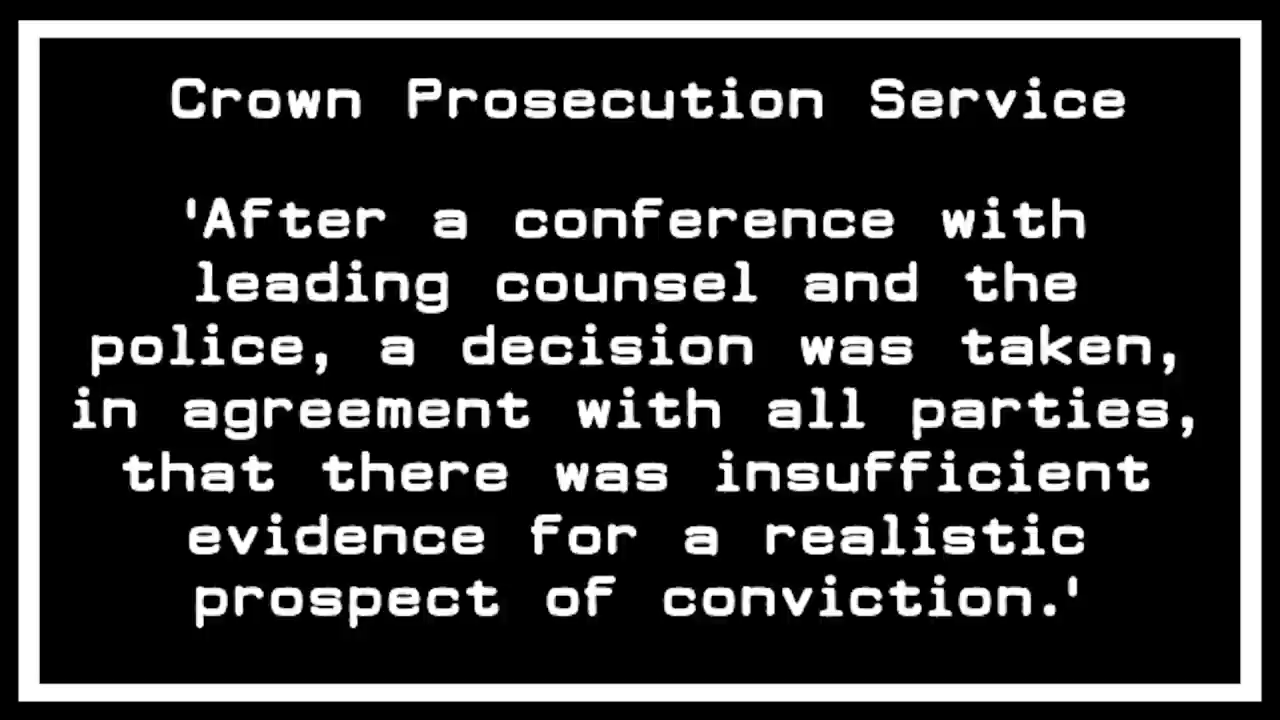 Crown Prosecution Service
'After a conference with
leading counsel and the
police, a decision was taken,
in agreement with all parties,
that there was insufficient
evidence for a realistic
prospect of conviction.'